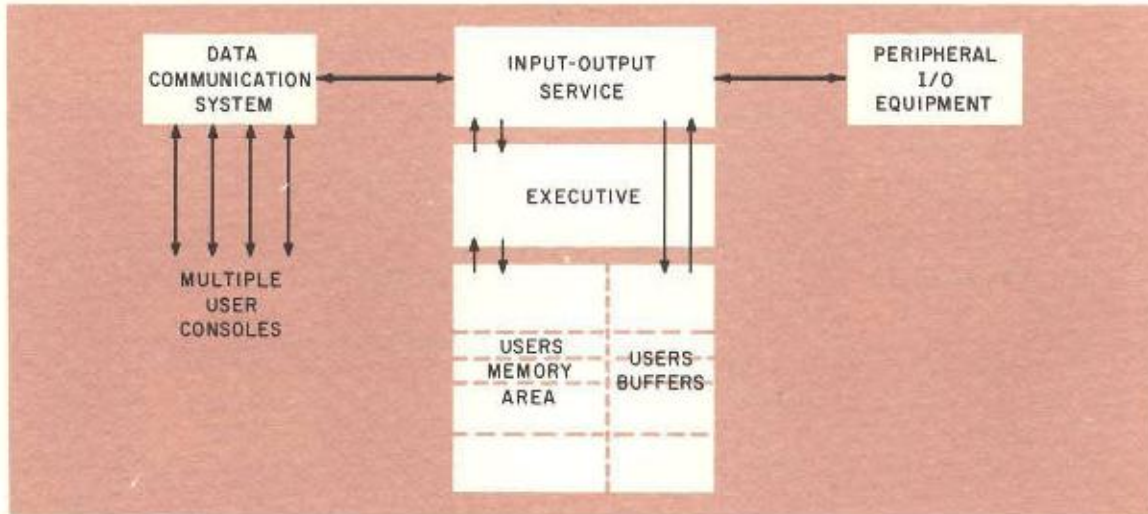 DATA
COMMUNICATION
SYSTEM
INPUT-OUTPUT
SERVICE
PERIPHERAL
I/O
EQUIPMENT
EXECUTIVE
MULTIPLE
USER
CONSOLES
USERS
MEMORY
AREA
USERS
BUFFERS